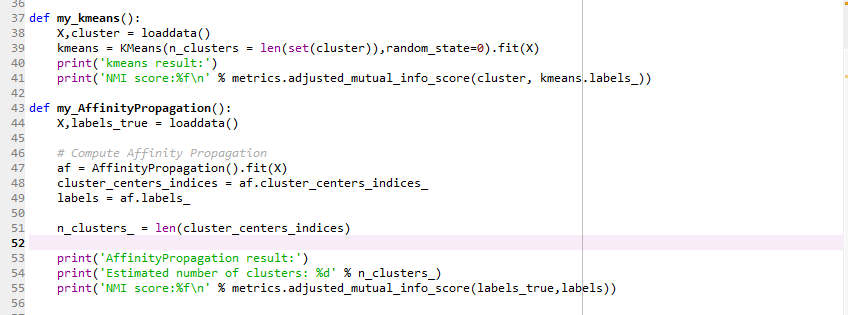 36
37 def my_kmeans():
38     X,cluster = loaddata()
39     kmeans = KMeans(n_clusters = len(set(cluster)),random_state=0).fit(X)
40     print('kmeans result:')
41     print('NMI score:%f\n' % metrics.adjusted_mutual_info_score(cluster, kmeans.labels_))
42
43 def my_AffinityPropagation():
44     X,labels_true = loaddata()
45
46     # Compute Affinity Propagation
47     af = AffinityPropagation().fit(X)
48     cluster_centers_indices = af.cluster_centers_indices_
49     labels = af.labels_
50
51     n_clusters_ = len(cluster_centers_indices)
52
53     print('AffinityPropagation result:')
54     print('Estimated number of clusters: %d' % n_clusters_)
55     print('NMI score:%f\n' % metrics.adjusted_mutual_info_score(labels_true,labels))
56